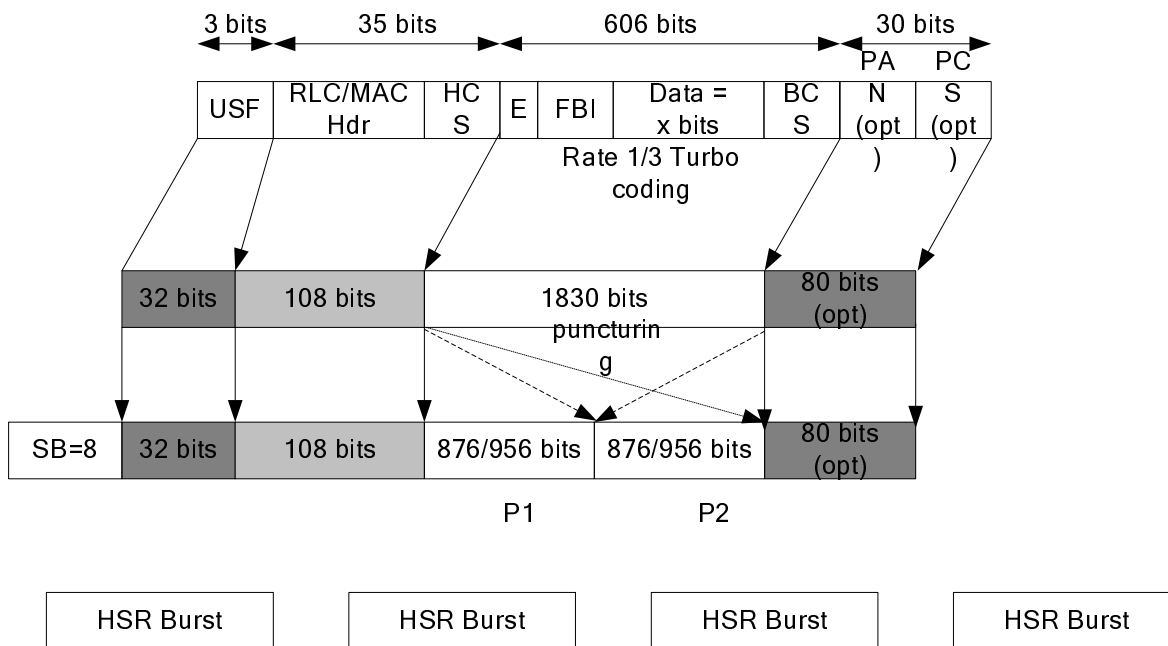 3 bits 35 bits 606 bits 30 bits
USF
RLC/MAC
Hdr
HC
S
E
FBI
Data =
x bits
BC
S
PA
N
(opt
)
PC
S
(opt
)
Rate 1/3 Turbo
coding
32 bits
108 bits
1830 bits
80 bits
(opt)
puncturin
g
SB=8
32 bits
108 bits
876/956 bits
876/956 bits
80 bits
(opt)
P1 P2
HSR Burst HSR Burst HSR Burst HSR Burst